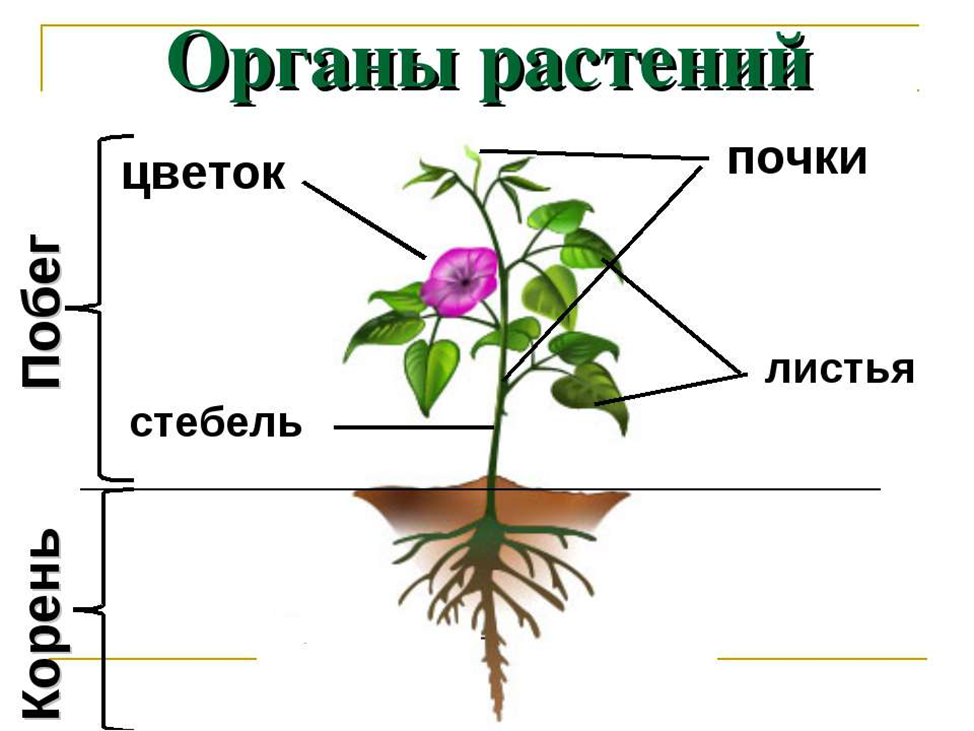 Органы растений
цветок
почки
Побег
листья
стебель
Корень